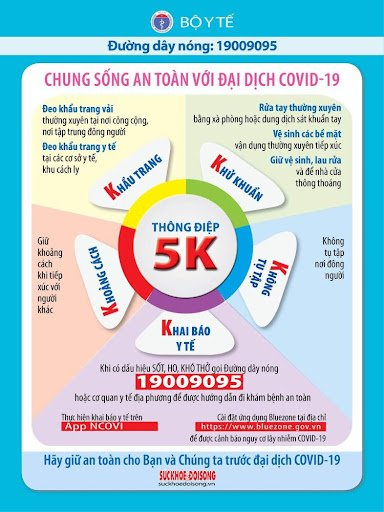 BỘ Y TẾ
Đường dây nóng: 19009095
CHUNG SỐNG AN TOÀN VỚI ĐẠI DỊCH COVID-19
Đeo khẩu trang vải
thường xuyên tại nơi công cộng,
nơi tập trung đông người
Đeo khẩu trang y tế
tại các cơ sở y tế,
khu cách ly
Rửa tay thường xuyên
bằng xà phòng hoặc dung dịch sát khuẩn tay
Vệ sinh các bề mặt
vận dụng thường xuyên tiếp xúc
Giữ vệ sinh, lau rửa
và để nhà cửa
thông thoáng
KHẨU TRANG
KHỬ KHUẨN
THÔNG ĐIỆP
5K
Giữ
khoảng
cách
khi tiếp
xúc với
người
khác
KHOẢNG CÁCH
KHÔNG
TỤ TẬP
Không
tụ tập
nơi đông
người
KHAI BÁO
Y TẾ
Khi có dấu hiệu SỐT, HO, KHÓ THỞ gọi Đường dây nóng
19009095
hoặc cơ quan y tế địa phương để được hướng dẫn đi khám bệnh an toàn
Thực hiện khai báo y tế trên
App NCOVI
Cài đặt ứng dụng Bluezone tại địa chỉ
https://www.bluezone.gov.vn
để được cảnh báo nguy cơ lây nhiễm COVID-19
Hãy giữ an toàn cho Bạn và Chúng ta trước đại dịch COVID-19
SUCKHOE-ĐOISONG
suckhoedoisong.vn